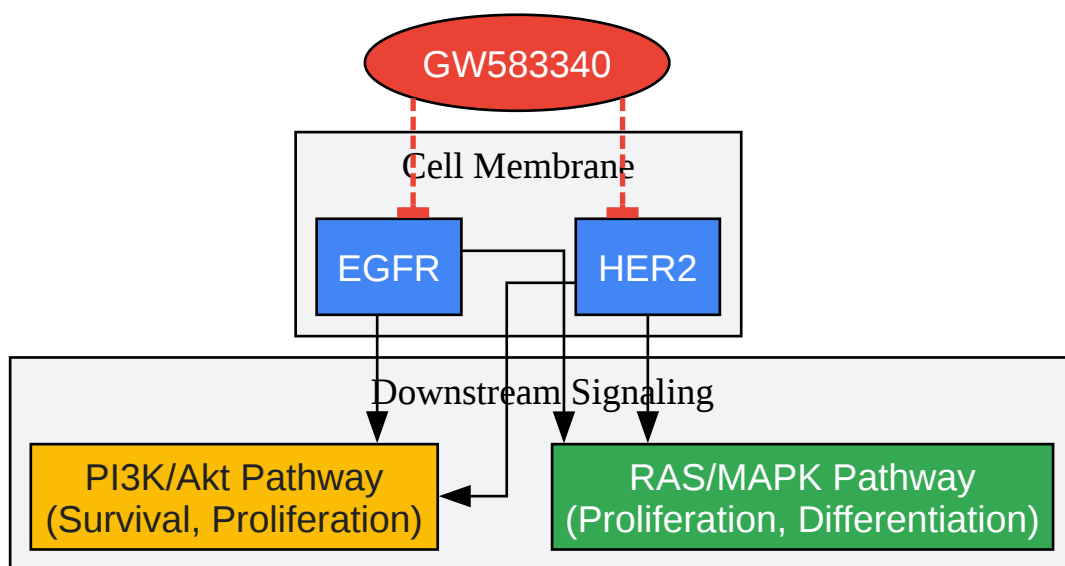 GW583340
Cell Membrane
EGFR
HER2
Downstream Signaling
PI3K/Akt Pathway
(Survival, Proliferation)
RAS/MAPK Pathway
(Proliferation, Differentiation)